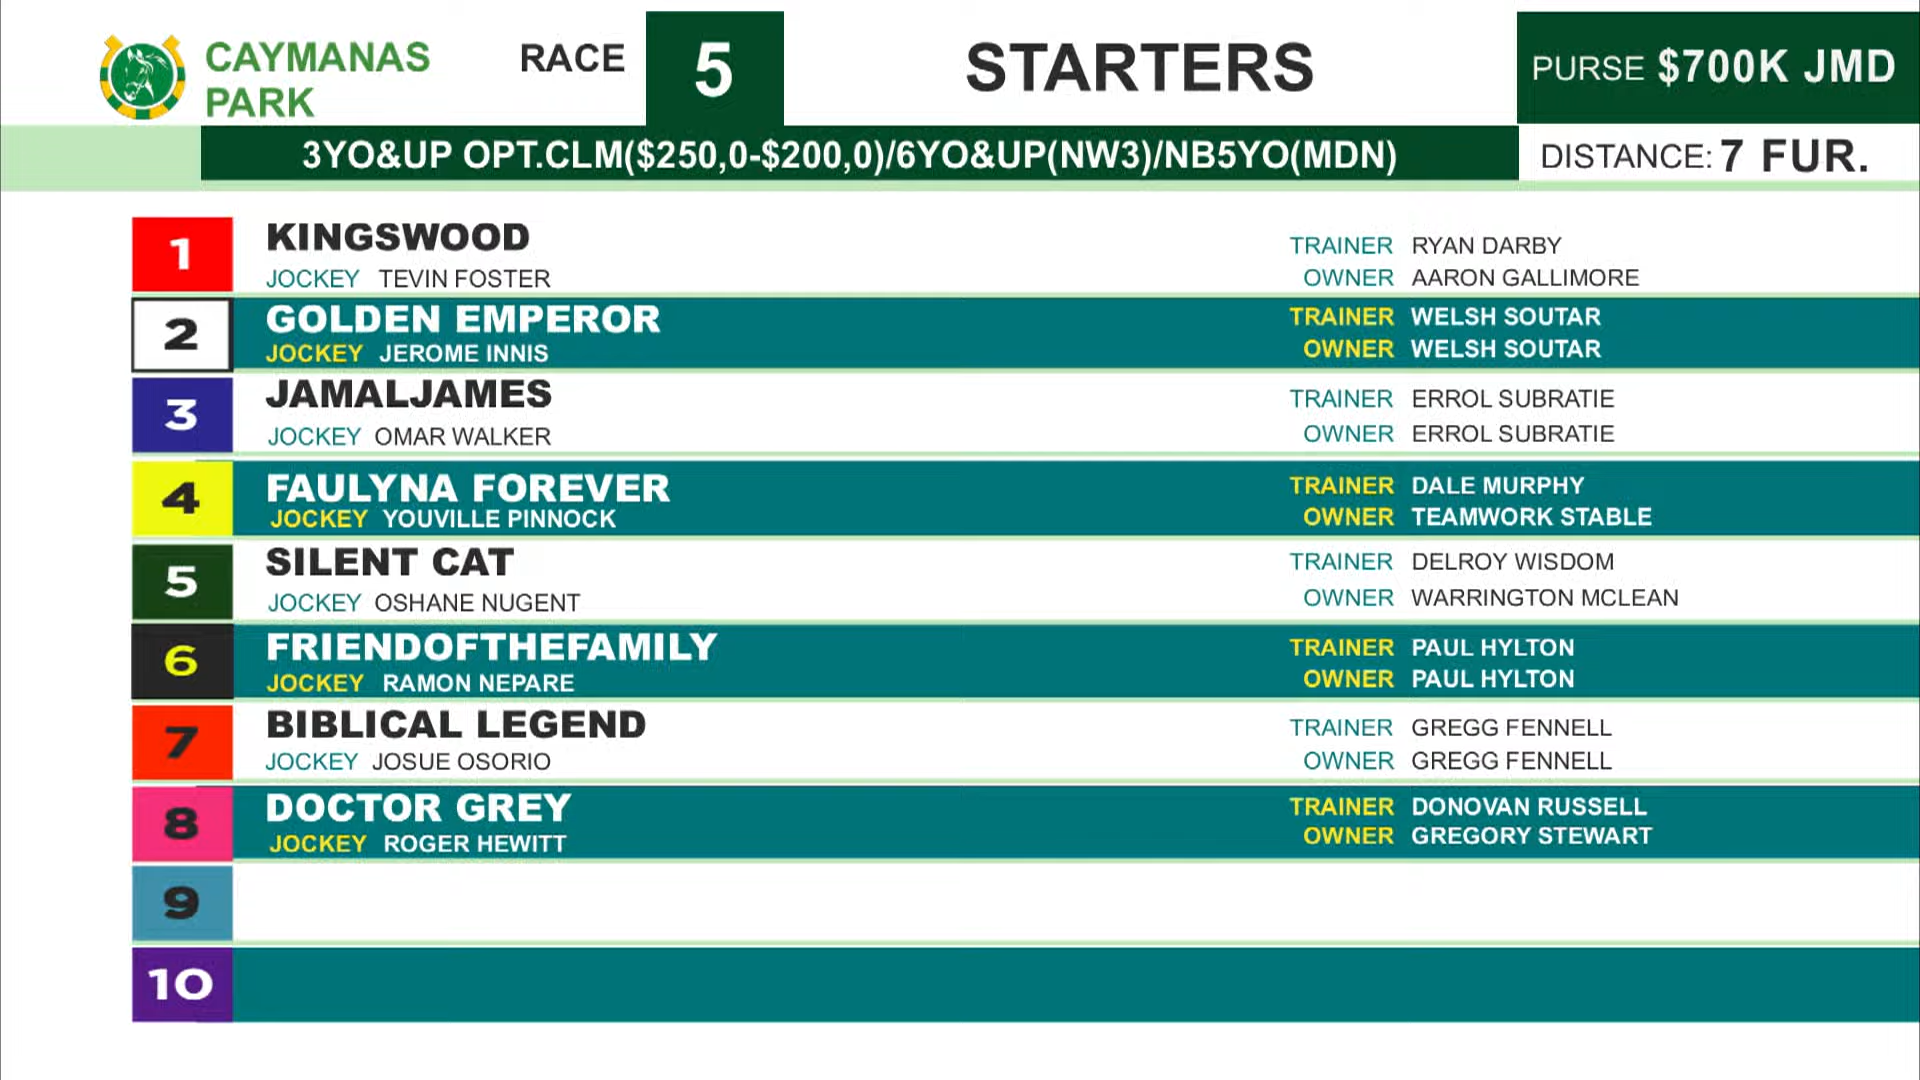 CAYMANAS
PARK
RACE 5 STARTERS PURSE $700K JMD
3YO&UP OPT.CLM($250,0-$200,0)/6YO&UP(NW3)/NB5YO(MDN) DISTANCE: 7 FUR.
1 KINGSWOOD
JOCKEY TEVIN FOSTER
TRAINER RYAN DARBY
OWNER AARON GALLIMORE
2 GOLDEN EMPEROR
JOCKEY JEROME INNIS
TRAINER WELSH SOUTAR
OWNER WELSH SOUTAR
3 JAMALJAMES
JOCKEY OMAR WALKER
TRAINER ERROL SUBRATIE
OWNER ERROL SUBRATIE
4 FAULYNA FOREVER
JOCKEY YOUVILLE PINNOCK
TRAINER DALE MURPHY
OWNER TEAMWORK STABLE
5 SILENT CAT
JOCKEY OSHANE NUGENT
TRAINER DELROY WISDOM
OWNER WARRINGTON MCLEAN
6 FRIENDOFTHEFAMILY
JOCKEY RAMON NEPARE
TRAINER PAUL HYLTON
OWNER PAUL HYLTON
7 BIBLICAL LEGEND
JOCKEY JOSUE OSORIO
TRAINER GREGG FENNELL
OWNER GREGG FENNELL
8 DOCTOR GREY
JOCKEY ROGER HEWITT
TRAINER DONOVAN RUSSELL
OWNER GREGORY STEWART
9
10